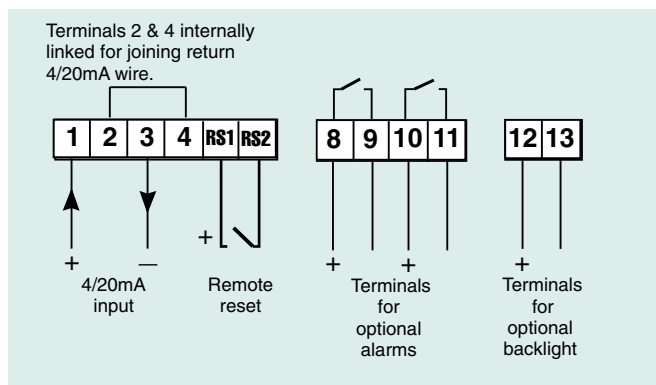 Terminals 2 & 4 internally
linked for joining return
4/20mA wire.
1 2 3 4 RS1 RS2
8 9 10 11
12 13
+ —
4/20mA
input
+
Remote
reset
+ +
Terminals
for
optional
alarms
+
Terminals
for
optional
backlight